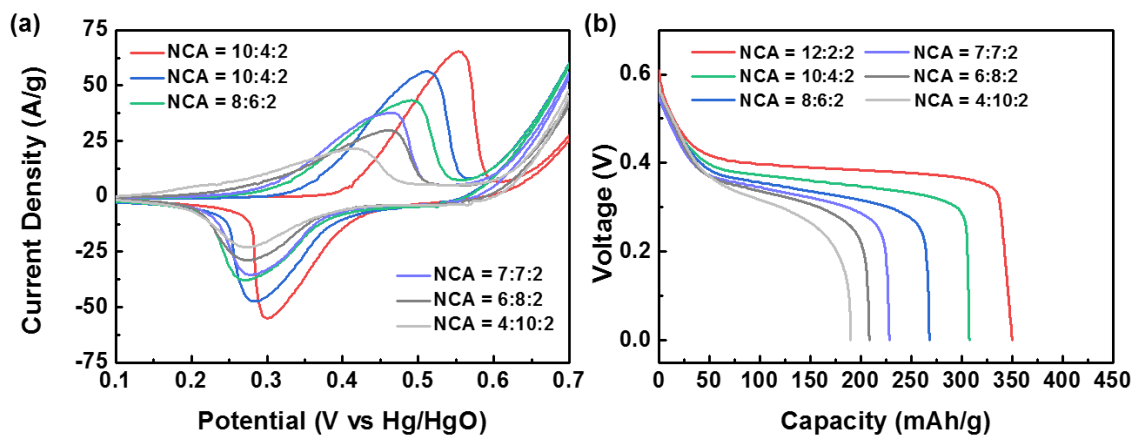 (a)
NCA = 10:4:2
NCA = 10:4:2
NCA = 8:6:2
NCA = 7:7:2
NCA = 6:8:2
NCA = 4:10:2
75
50
25
0
-25
-50
-75
Current Density (A/g)
0.1 0.2 0.3 0.4 0.5 0.6 0.7
Potential (V vs Hg/HgO)
(b)
NCA = 12:2:2 NCA = 7:7:2
NCA = 10:4:2 NCA = 6:8:2
NCA = 8:6:2 NCA = 4:10:2
0.6
0.4
0.2
0.0
Voltage (V)
0 50 100 150 200 250 300 350 400 450
Capacity (mAh/g)